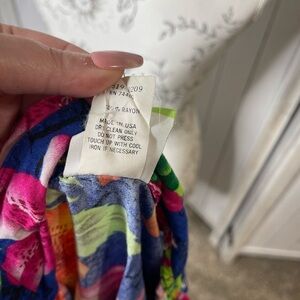 RAYON
MADE IN USA
DRY CLEAN ONLY
DO NOT PRESS
TOUCH UP WITH COOL
IRON IF NECESSARY